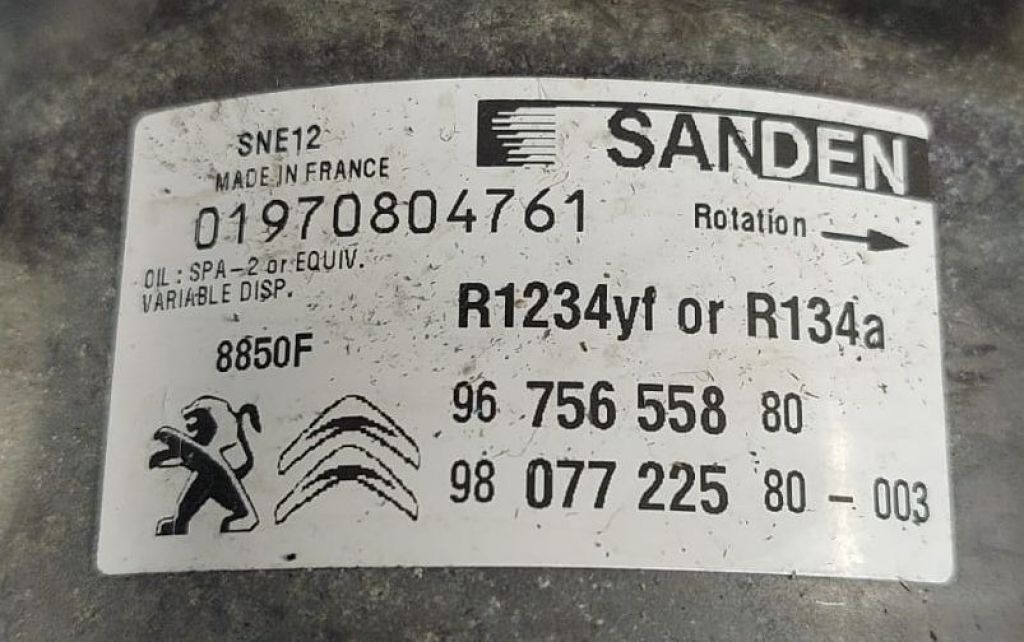 SNE12
SANDEN
MADE IN FRANCE
01970804761
Rotation
OIL : SPA-2 or EQUIV.
VARIABLE DISP.
R1234yf or R134a
8850F
96 756 558 80
98 077 225 80 - 003